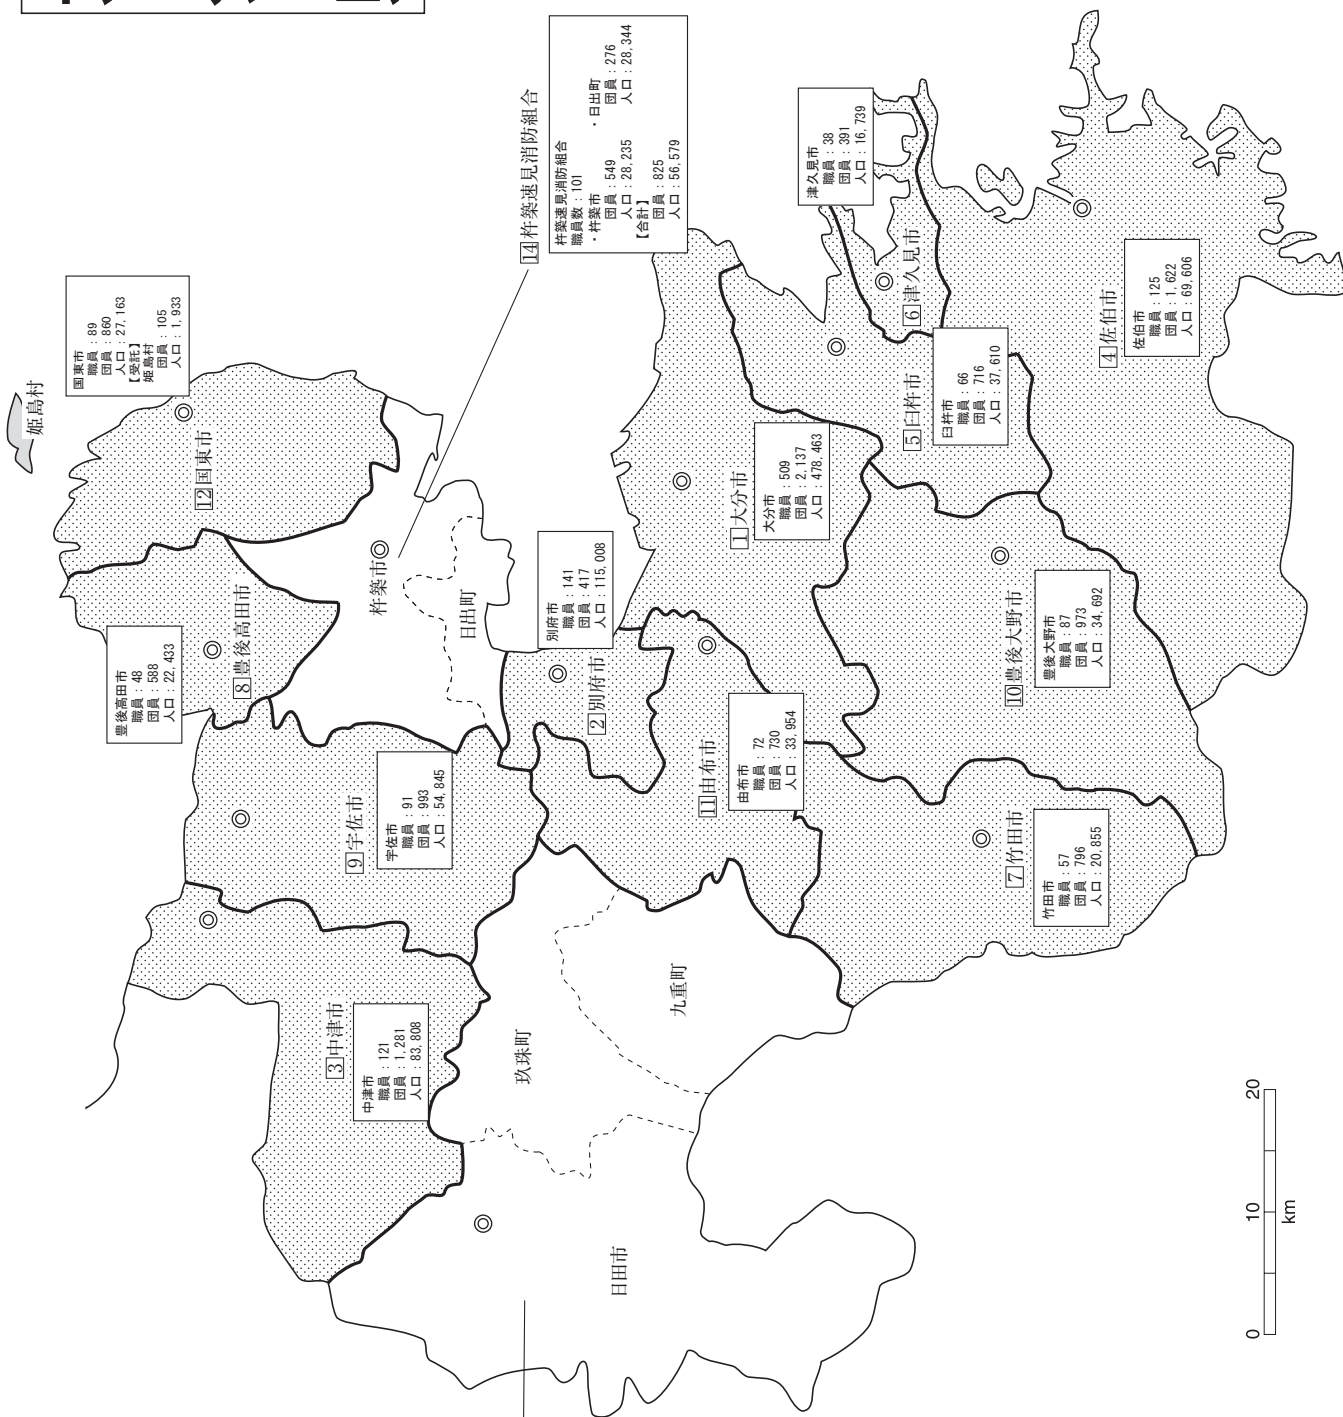 姫島村
国東市
職員：89
団員：860
人口：27,163
【受託】
姫島村
団員：105
人口：1,933
12 国東市
14 杵築速見消防組合
杵築速見消防組合
職員数：101
・杵築市 ・日出町
団員：549 団員：276
人口：28,235 人口：28,344
【合計】
団員：825
人口：56,579
杵築市
日出町
豊後高田市
職員：48
団員：588
人口：22,433
8 豊後高田市
別府市
職員：141
団員：417
人口：115,008
2 別府市
1 大分市
大分市
職員：509
団員：2,137
人口：478,463
津久見市
職員：38
団員：391
人口：16,739
6 津久見市
5 臼杵市
臼杵市
職員：66
団員：716
人口：37,610
4 佐伯市
佐伯市
職員：125
団員：1,622
人口：69,606
10 豊後大野市
豊後大野市
職員：87
団員：973
人口：34,692
11 由布市
由布市
職員：72
団員：730
人口：33,954
9 宇佐市
宇佐市
職員：91
団員：993
人口：54,845
7 竹田市
竹田市
職員：57
団員：796
人口：20,855
3 中津市
中津市
職員：121
団員：1,281
人口：83,808
玖珠町
九重町
日田市
0 10 20
km